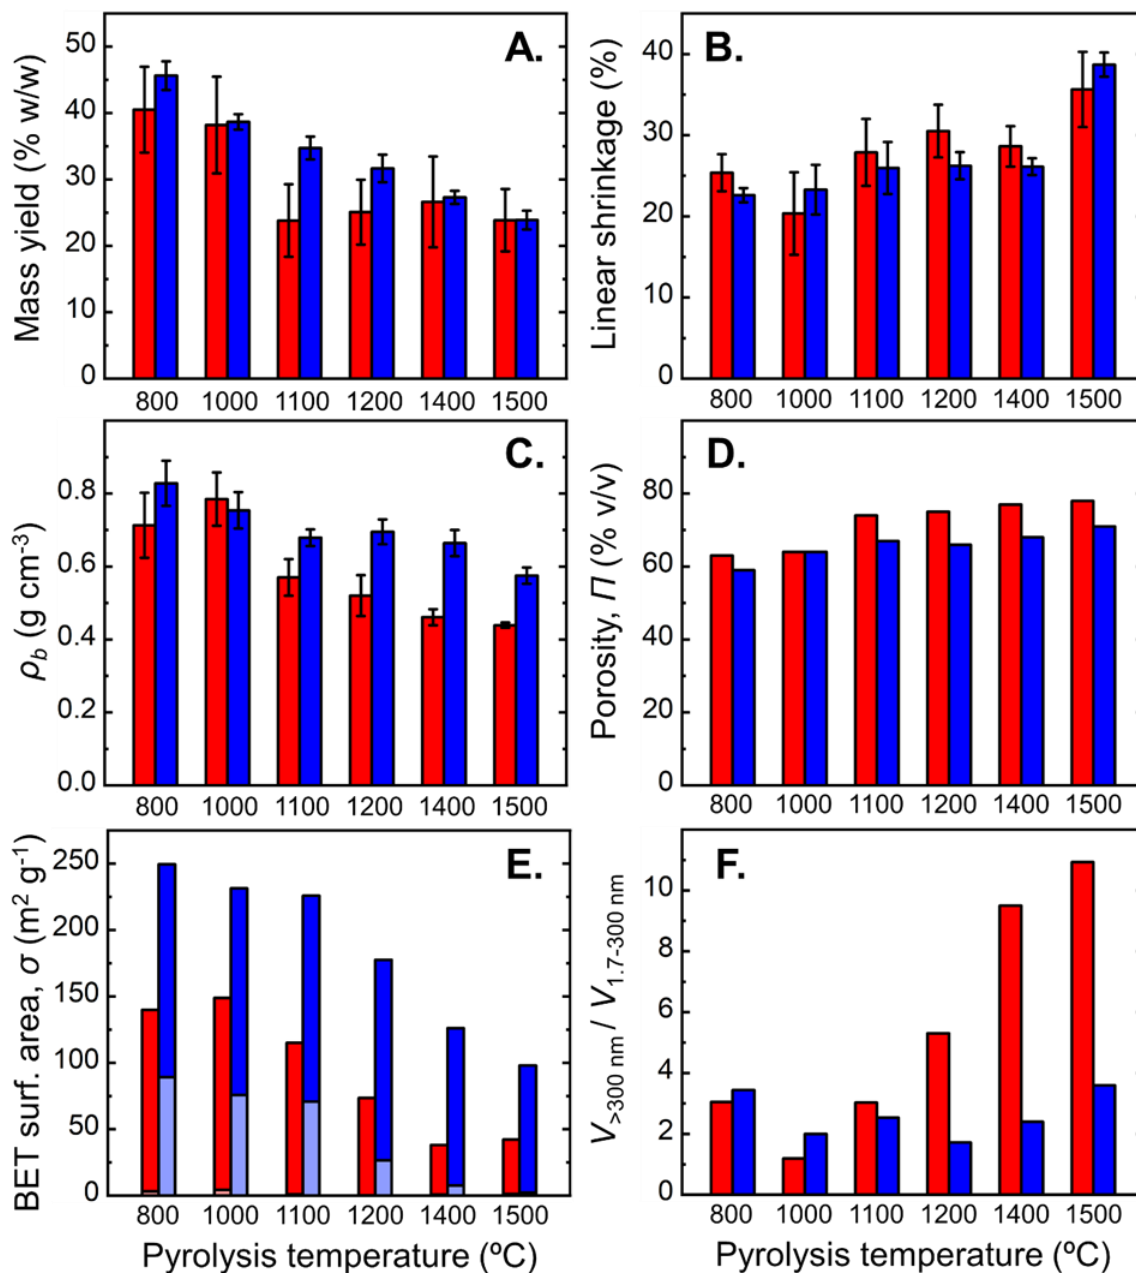 A.
Mass yield (% w/w)
50
40
30
20
10
0
800 1000 1100 1200 1400 1500
B.
Linear shrinkage (%)
40
30
20
10
0
800 1000 1100 1200 1400 1500
C.
ρb (g cm⁻³)
0.8
0.6
0.4
0.2
0.0
800 1000 1100 1200 1400 1500
D.
Porosity, Π (% v/v)
80
60
40
20
0
800 1000 1100 1200 1400 1500
E.
BET surf. area, σ (m² g⁻¹)
250
200
150
100
50
0
800 1000 1100 1200 1400 1500
Pyrolysis temperature (ºC)
F.
V>300 nm / V1.7-300 nm
10
8
6
4
2
0
800 1000 1100 1200 1400 1500
Pyrolysis temperature (ºC)